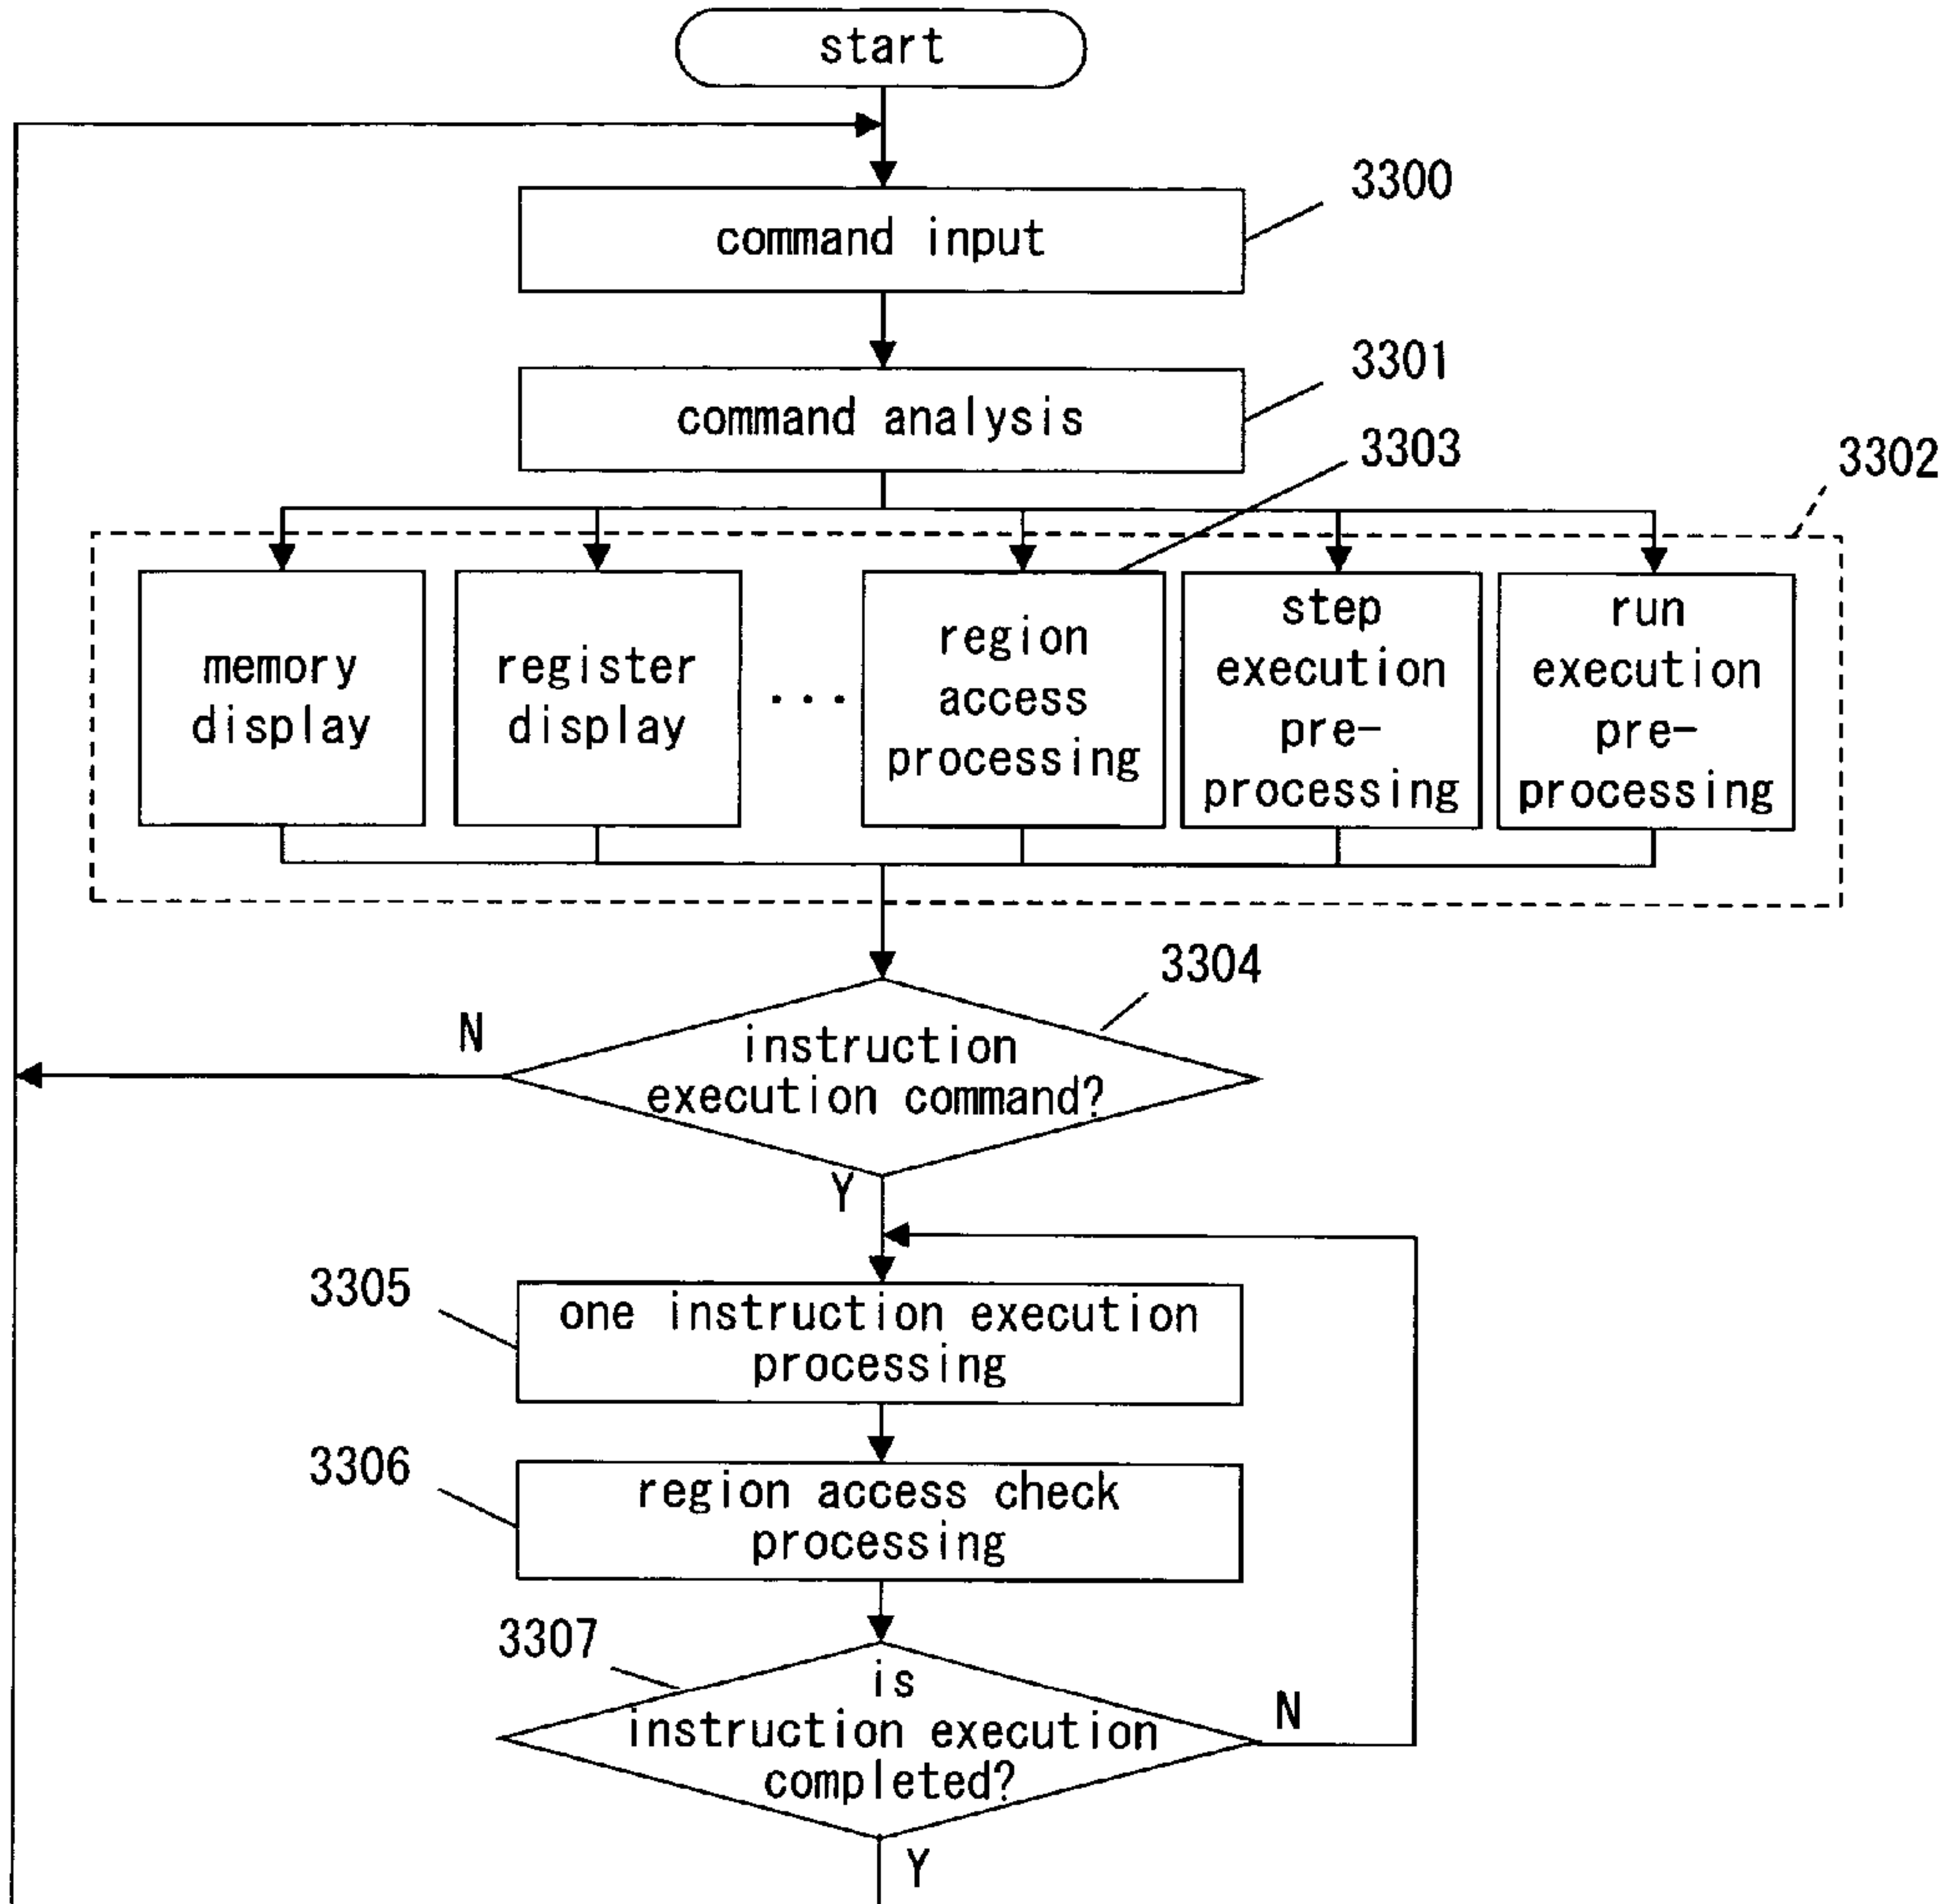 start
3300
command input
3301
command analysis
3303
3302
memory
display
register
display
...
region
access
processing
step
execution
pre-
processing
run
execution
pre-
processing
3304
N
instruction
execution command?
Y
3305
one instruction execution
processing
3306
region access check
processing
3307
is
instruction execution
completed?
N
Y